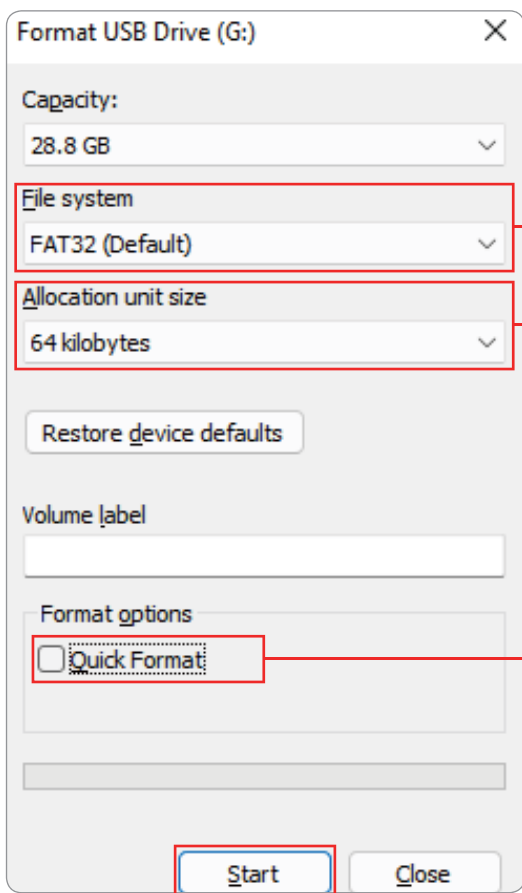 Format USB Drive (G:)
Capacity:
28.8 GB
File system
FAT32 (Default)
Allocation unit size
64 kilobytes
Restore device defaults
Volume label
Format options
Quick Format
Start Close